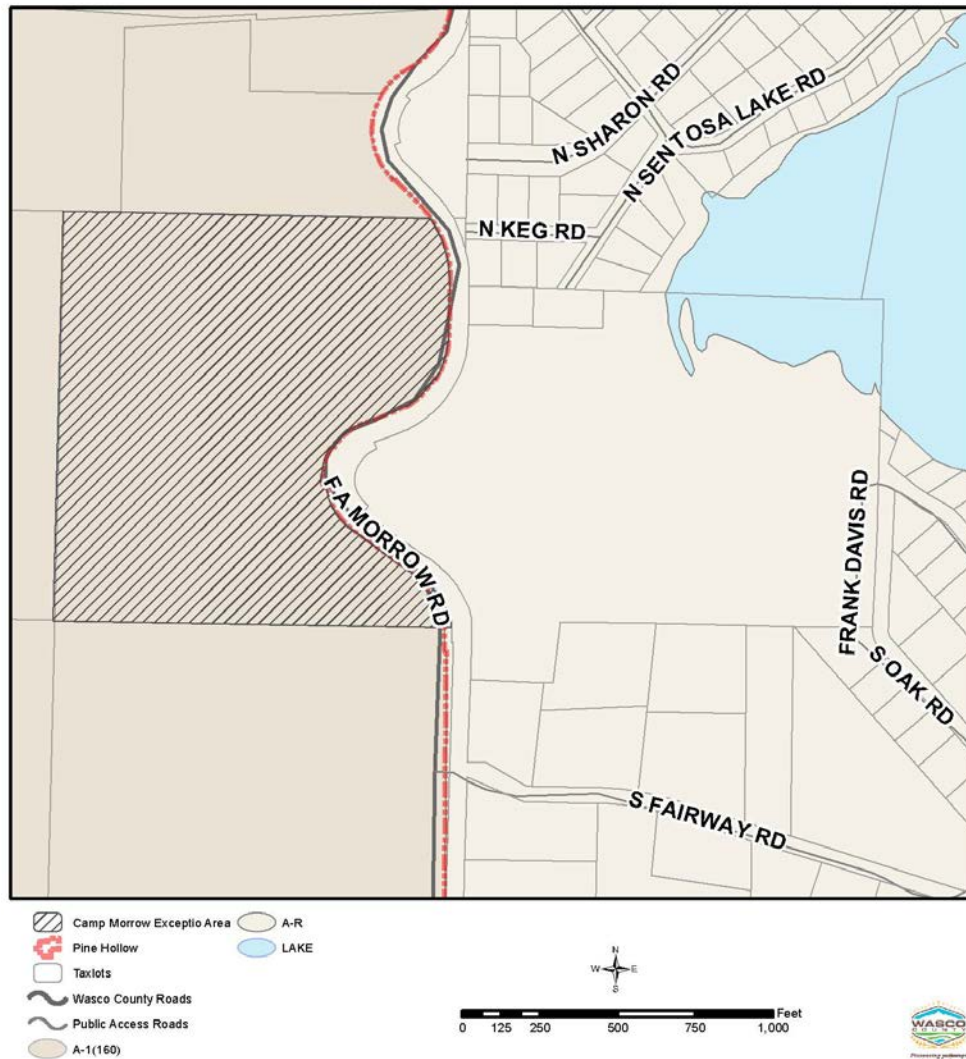 N SHARON RD
N SENTOSA LAKE RD
N KEG RD
F A MORROW RD
FRANK DAVIS RD
S OAK RD
S FAIRWAY RD
Camp Morrow Exceptio Area
A-R
Pine Hollow
LAKE
Taxlots
Wasco County Roads
Public Access Roads
A-1(160)
N
W E
S
Feet
0 125 250 500 750 1,000
WASCO
COUNTY